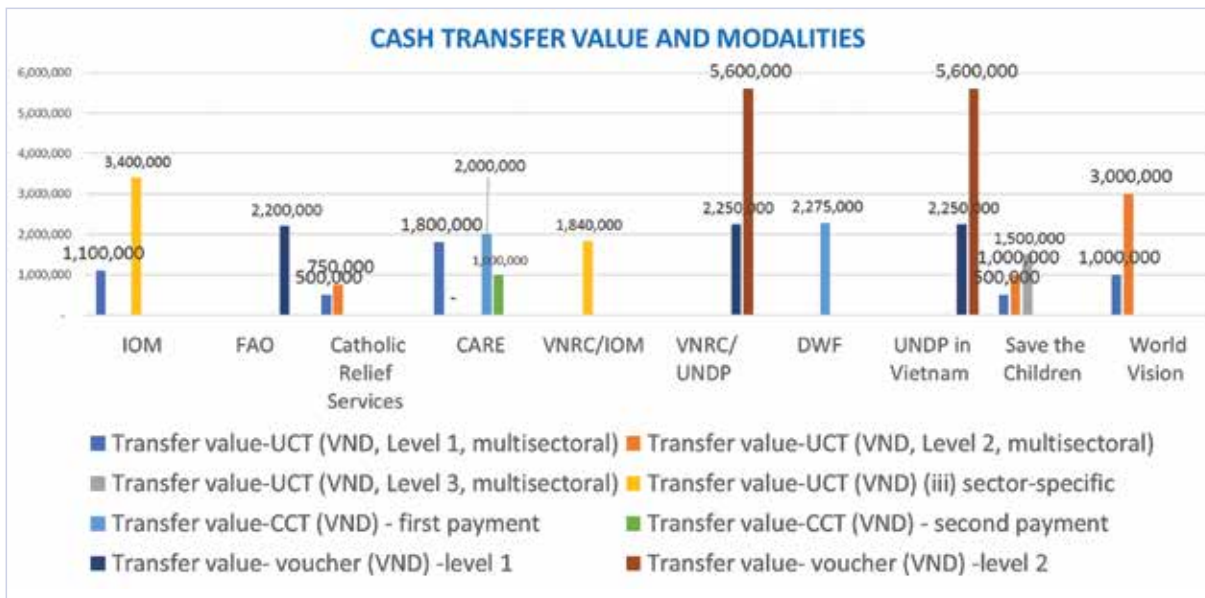 CASH TRANSFER VALUE AND MODALITIES
6,000,000
5,000,000
4,000,000
3,000,000
2,000,000
1,000,000
-
1,100,000
3,400,000
2,200,000
500,000
750,000
1,800,000
-
2,000,000
1,000,000
1,840,000
2,250,000
5,600,000
2,275,000
2,250,000
5,600,000
500,000
1,000,000
1,500,000
1,000,000
3,000,000
IOM
FAO
Catholic
Relief
Services
CARE
VNRC/IOM
VNRC/
UNDP
DWF
UNDP in
Vietnam
Save the
Children
World
Vision
Transfer value-UCT (VND, Level 1, multisectoral)
Transfer value-UCT (VND, Level 2, multisectoral)
Transfer value-UCT (VND, Level 3, multisectoral)
Transfer value-UCT (VND) (iii) sector-specific
Transfer value-CCT (VND) - first payment
Transfer value-CCT (VND) - second payment
Transfer value- voucher (VND) -level 1
Transfer value- voucher (VND) -level 2